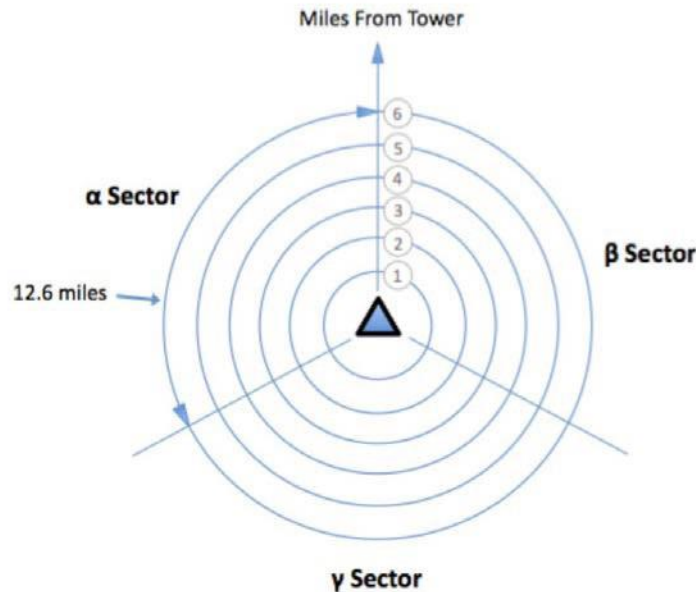 Miles From Tower
6
5
α Sector
4
3
β Sector
2
12.6 miles
1
γ Sector